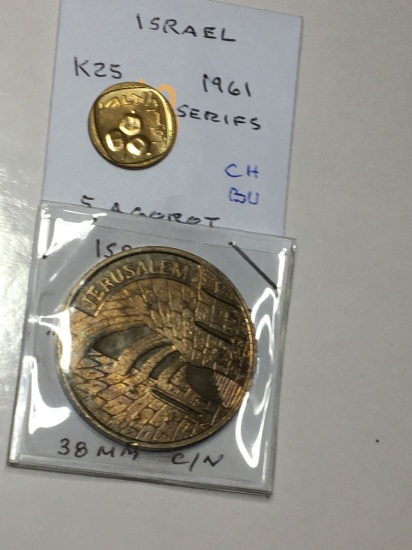 ISRAEL
K25 1961
SERIFS
CH
BU
5 AGOROT
JERUSALEM
38 MM C/N